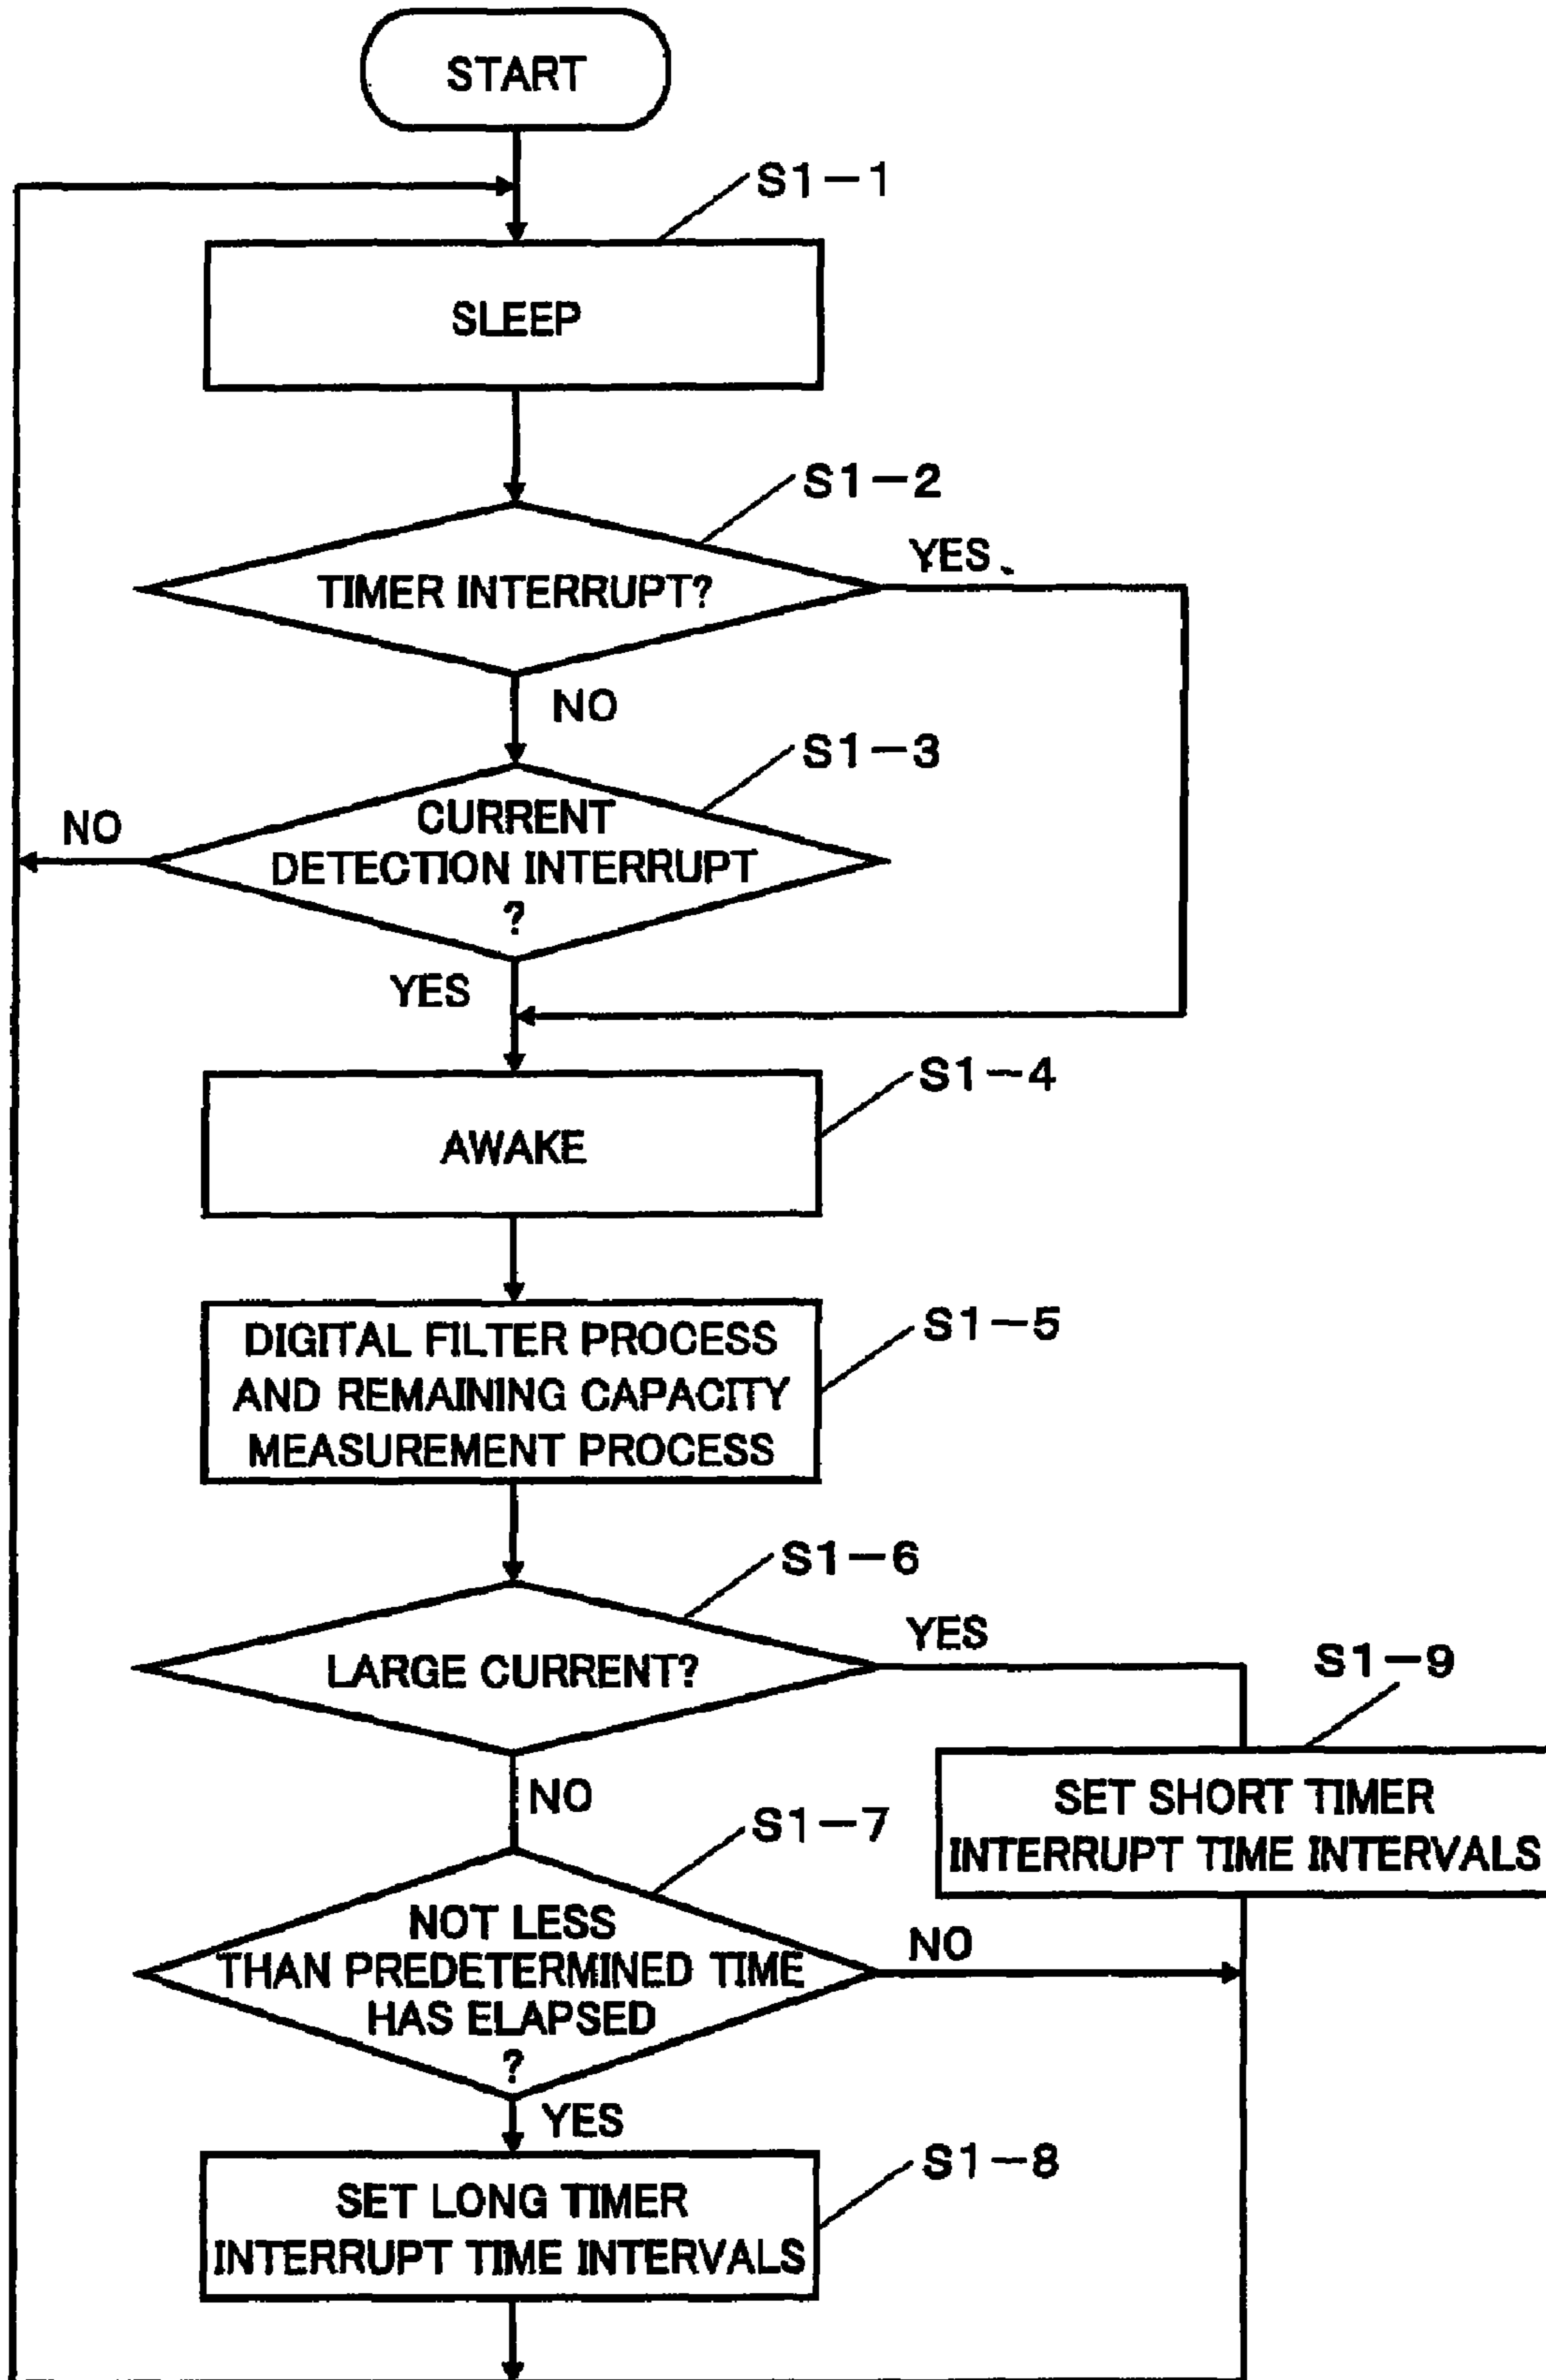 START
S1-1
SLEEP
S1-2
TIMER INTERRUPT?
YES
NO
S1-3
CURRENT
DETECTION INTERRUPT
?
NO
YES
S1-4
AWAKE
S1-5
DIGITAL FILTER PROCESS
AND REMAINING CAPACITY
MEASUREMENT PROCESS
S1-6
LARGE CURRENT?
YES
S1-9
SET SHORT TIMER
INTERRUPT TIME INTERVALS
NO
S1-7
NOT LESS
THAN PREDETERMINED TIME
HAS ELAPSED
?
NO
YES
S1-8
SET LONG TIMER
INTERRUPT TIME INTERVALS